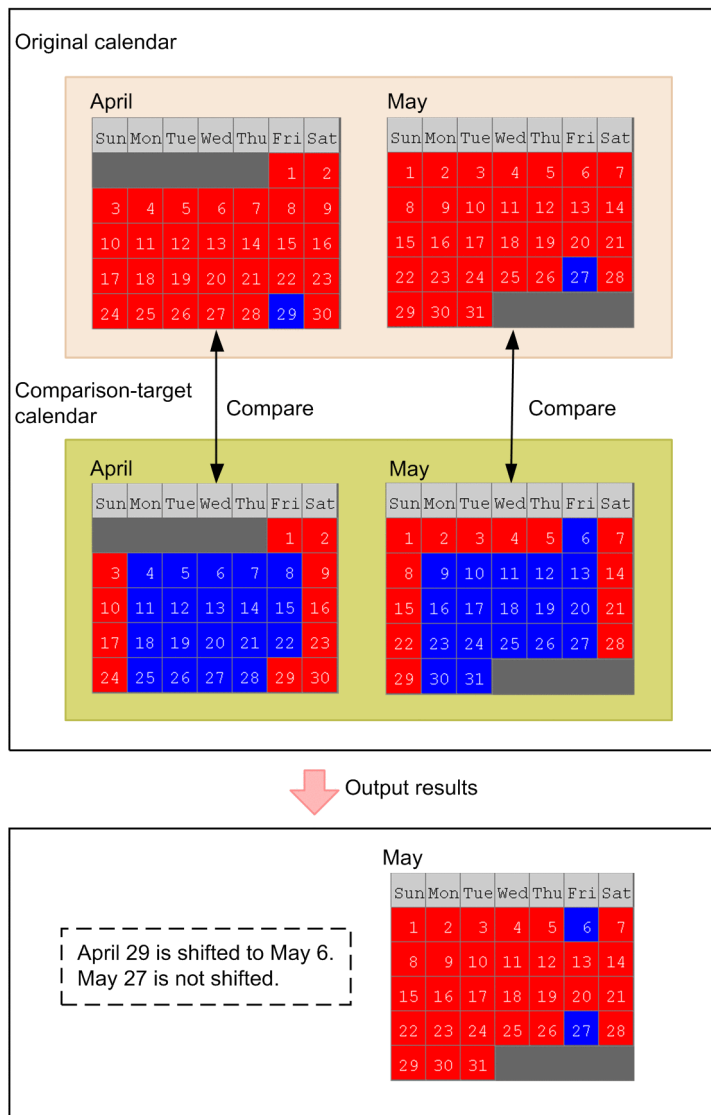 Original calendar
April
May
Sun Mon Tue Wed Thu Fri Sat
1 2
3 4 5 6 7 8 9
10 11 12 13 14 15 16
17 18 19 20 21 22 23
24 25 26 27 28 29 30
Sun Mon Tue Wed Thu Fri Sat
1 2 3 4 5 6 7
8 9 10 11 12 13 14
15 16 17 18 19 20 21
22 23 24 25 26 27 28
29 30 31
Comparison-target
calendar
Compare
Compare
April
May
Sun Mon Tue Wed Thu Fri Sat
1 2
3 4 5 6 7 8 9
10 11 12 13 14 15 16
17 18 19 20 21 22 23
24 25 26 27 28 29 30
Sun Mon Tue Wed Thu Fri Sat
1 2 3 4 5 6 7
8 9 10 11 12 13 14
15 16 17 18 19 20 21
22 23 24 25 26 27 28
29 30 31
Output results
April 29 is shifted to May 6.
May 27 is not shifted.
May
Sun Mon Tue Wed Thu Fri Sat
1 2 3 4 5 6 7
8 9 10 11 12 13 14
15 16 17 18 19 20 21
22 23 24 25 26 27 28
29 30 31